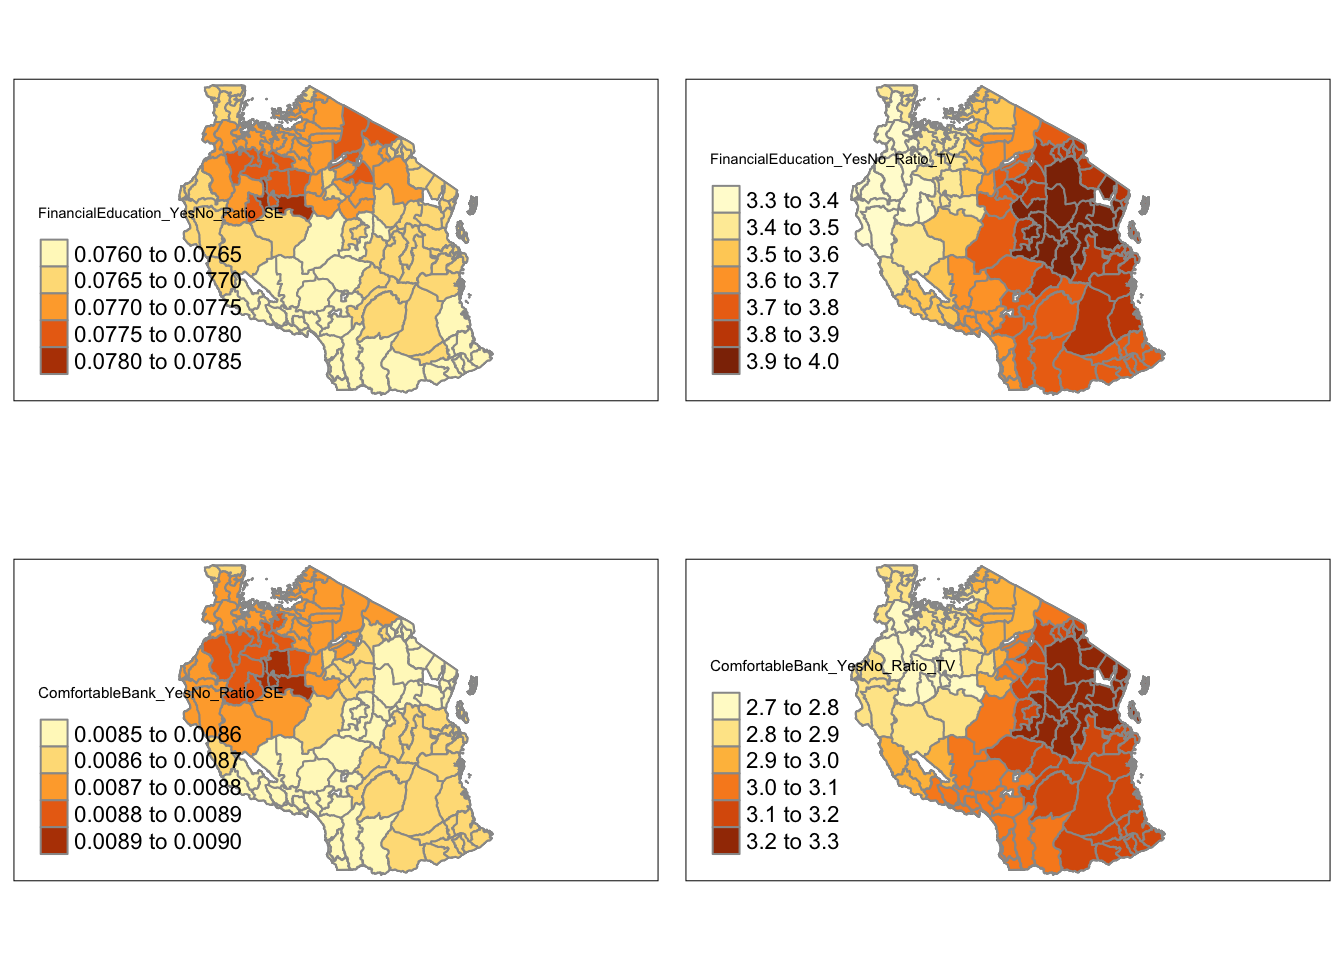 FinancialEducation_YesNo_Ratio_SE
0.0760 to 0.0765
0.0765 to 0.0770
0.0770 to 0.0775
0.0775 to 0.0780
0.0780 to 0.0785
FinancialEducation_YesNo_Ratio_TV
3.3 to 3.4
3.4 to 3.5
3.5 to 3.6
3.6 to 3.7
3.7 to 3.8
3.8 to 3.9
3.9 to 4.0
ComfortableBank_YesNo_Ratio_SE
0.0085 to 0.0086
0.0086 to 0.0087
0.0087 to 0.0088
0.0088 to 0.0089
0.0089 to 0.0090
ComfortableBank_YesNo_Ratio_TV
2.7 to 2.8
2.8 to 2.9
2.9 to 3.0
3.0 to 3.1
3.1 to 3.2
3.2 to 3.3